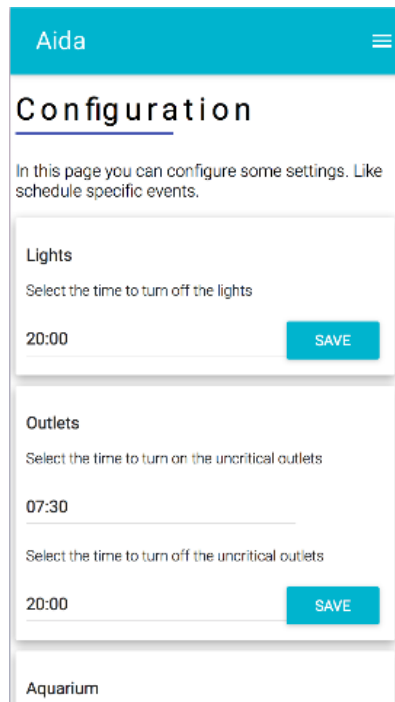 Aida
Configuration
In this page you can configure some settings. Like
schedule specific events.
Lights
Select the time to turn off the lights
20:00
SAVE
Outlets
Select the time to turn on the uncritical outlets
07:30
Select the time to turn off the uncritical outlets
20:00
SAVE
Aquarium